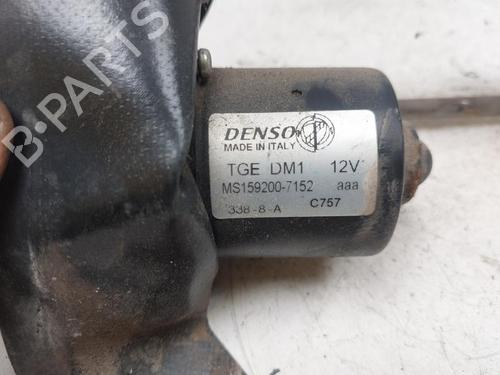 B-PARTS
DENSO
MADE IN ITALY
TGE DM1 12V
MS159200-7152 aaa
338-8-A C757